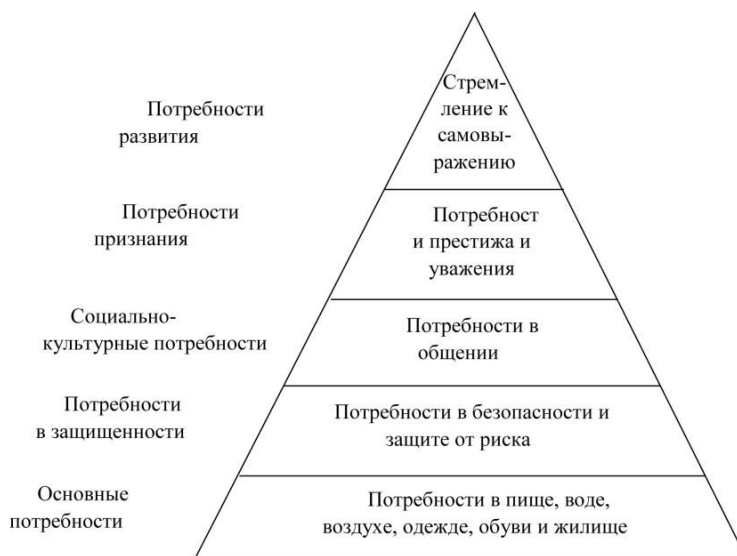 Потребности
развития
Стрем-
ление к
самовы-
ражению
Потребности
признания
Потребност
и престижа и
уважения
Социально-
культурные потребности
Потребности в
общении
Потребности
в защищенности
Потребности в безопасности и
защите от риска
Основные
потребности
Потребности в пище, воде,
воздухе, одежде, обуви и жилище